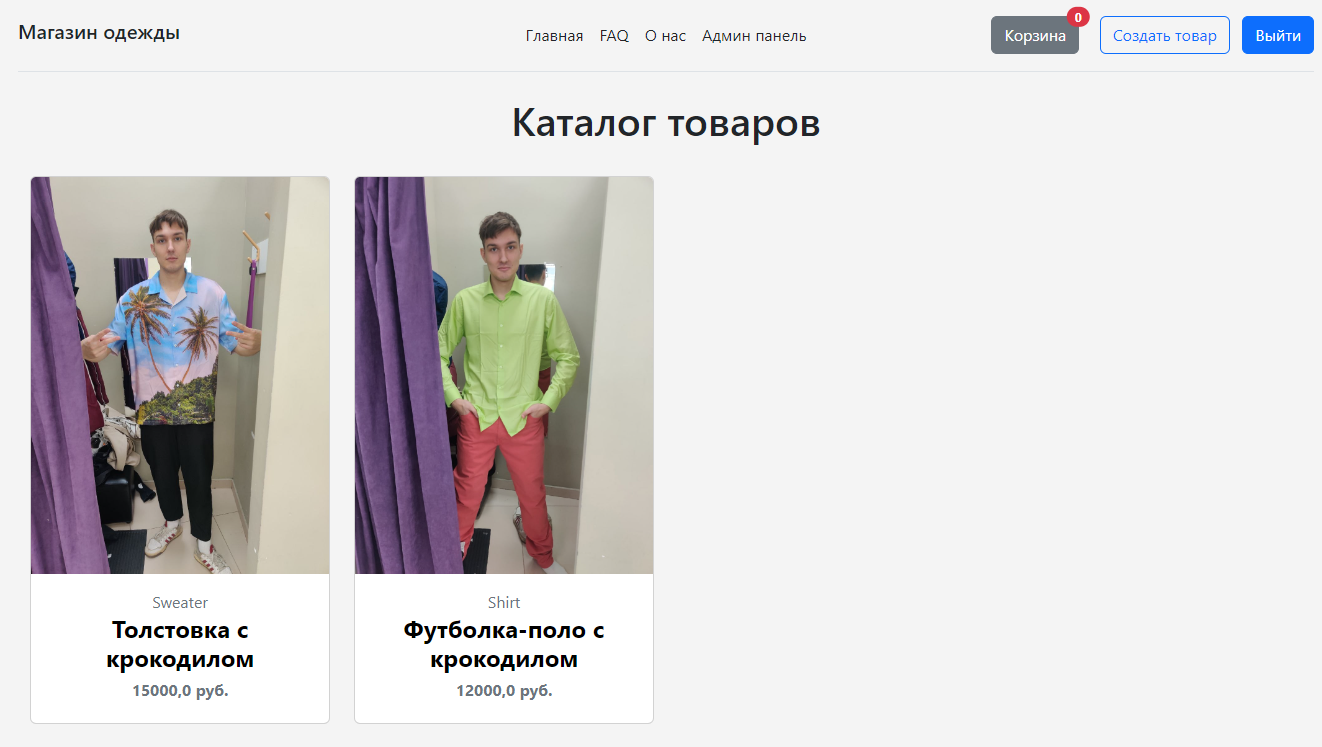 Магазин одежды
Главная FAQ О нас Админ панель
Корзина 0
Создать товар
Выйти
Каталог товаров
Sweater
Толстовка с
крокодилом
15000,0 руб.
Shirt
Футболка-поло с
крокодилом
12000,0 руб.